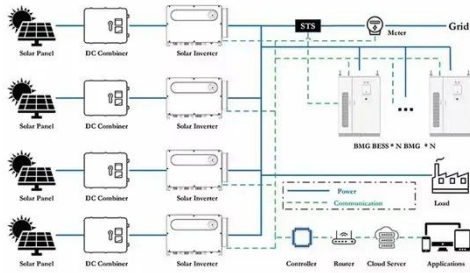 STS
Meter
Grid
Solar Panel DC Combiner Solar Inverter
Solar Panel DC Combiner Solar Inverter
BMG BESS * N BMG * N
Solar Panel DC Combiner Solar Inverter
Load
Power
Communication
Solar Panel DC Combiner Solar Inverter
Controller Router Cloud Server Applications